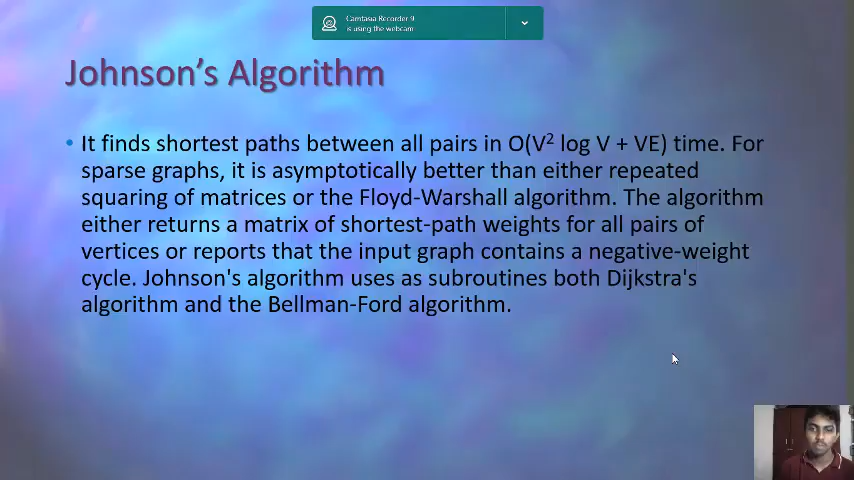 Camtasia Recorder 9
is using the webcam
Johnson's Algorithm
• It finds shortest paths between all pairs in O(V² log V + VE) time. For
sparse graphs, it is asymptotically better than either repeated
squaring of matrices or the Floyd-Warshall algorithm. The algorithm
either returns a matrix of shortest-path weights for all pairs of
vertices or reports that the input graph contains a negative-weight
cycle. Johnson's algorithm uses as subroutines both Dijkstra's
algorithm and the Bellman-Ford algorithm.